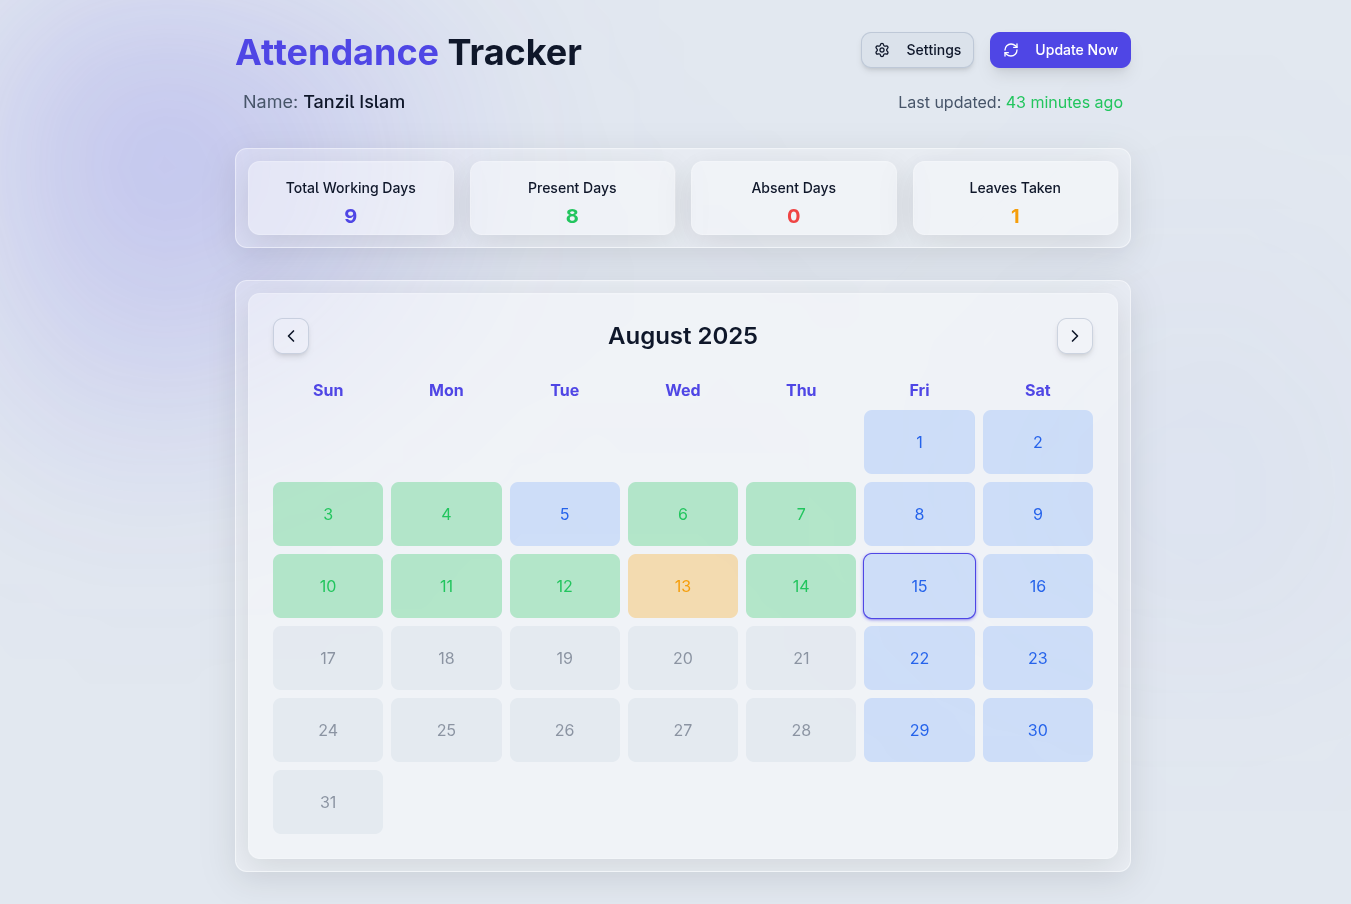 Attendance Tracker
Settings
Update Now
Name: Tanzil Islam
Last updated: 43 minutes ago
Total Working Days
9
Present Days
8
Absent Days
0
Leaves Taken
1
August 2025
Sun Mon Tue Wed Thu Fri Sat
1 2
3 4 5 6 7 8 9
10 11 12 13 14 15 16
17 18 19 20 21 22 23
24 25 26 27 28 29 30
31